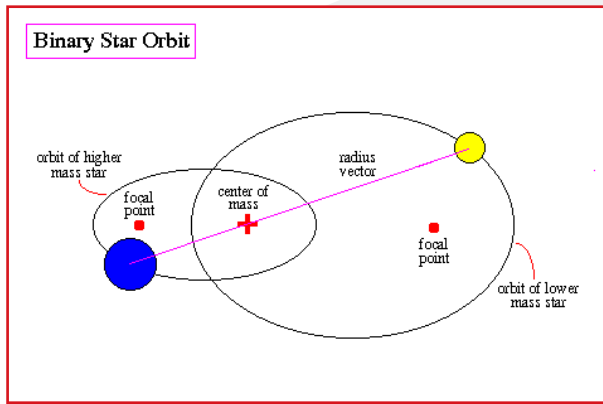 Binary Star Orbit
orbit of higher
mass star
focal
point
center of
mass
radius
vector
focal
point
orbit of lower
mass star